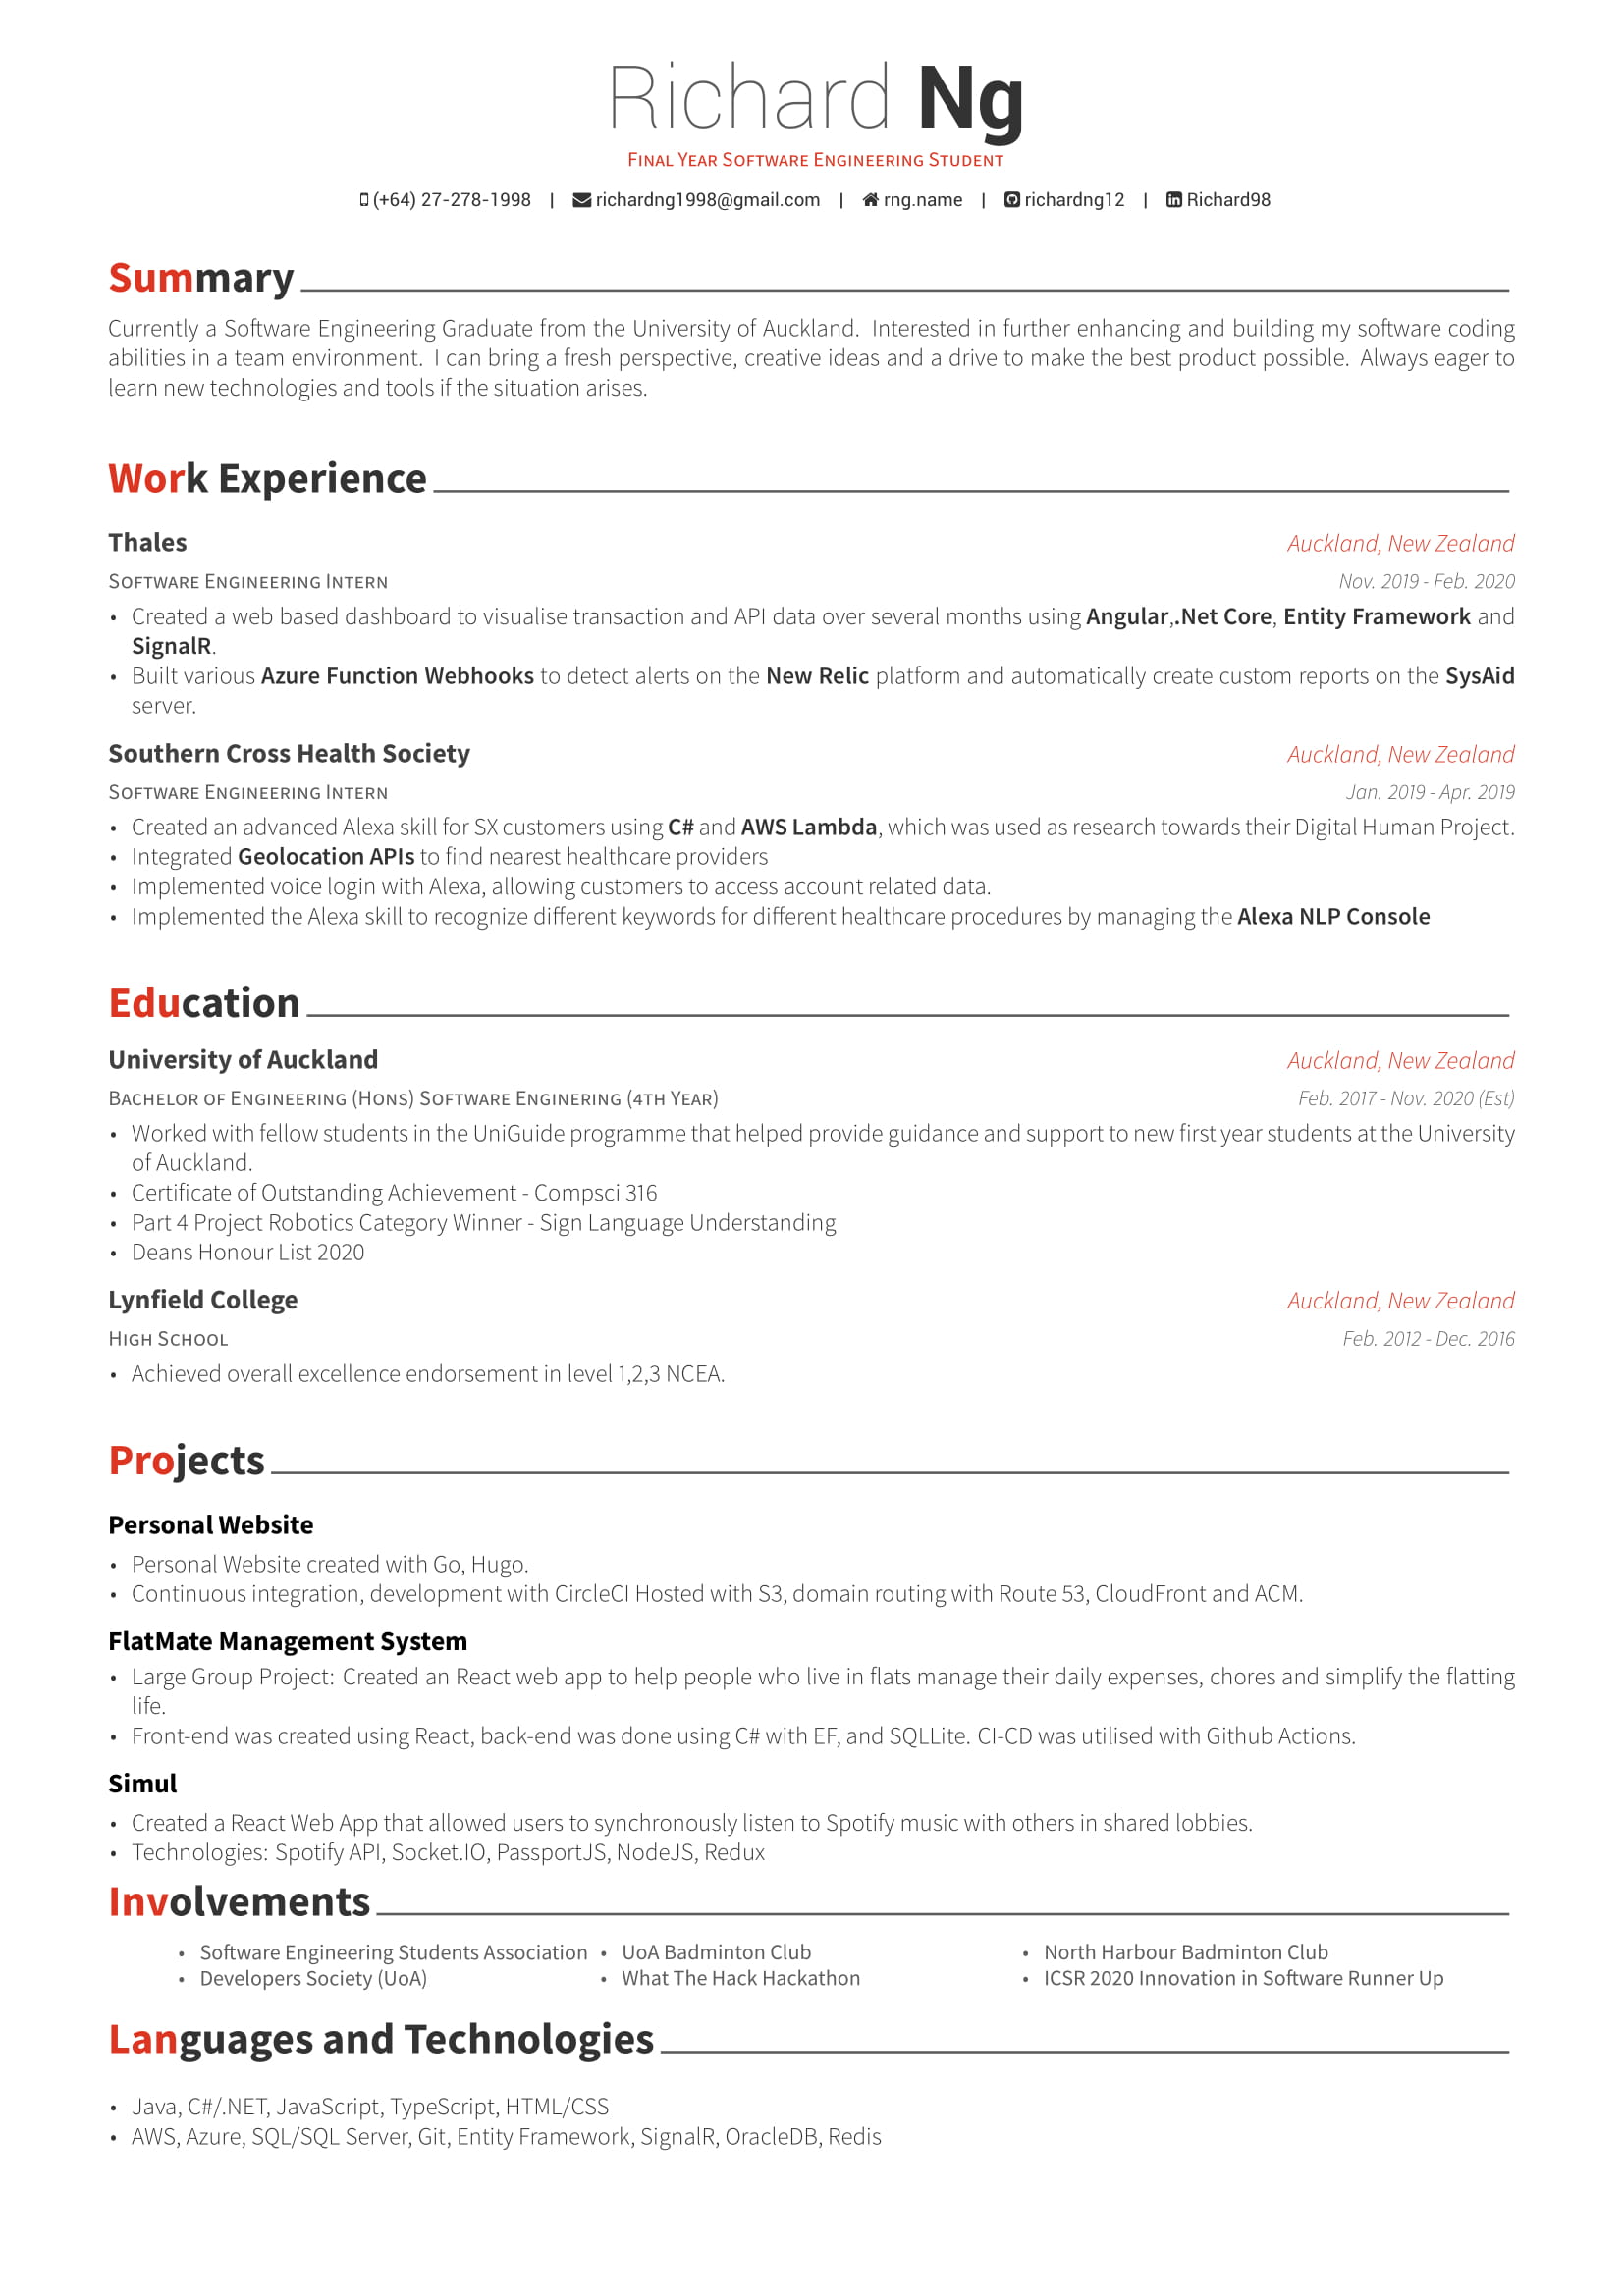 Richard Ng
Final Year Software Engineering Student
(+64) 27-278-1998 | richardng1998@gmail.com | rng.name | richardng12 | Richard98
Summary
Currently a Software Engineering Graduate from the University of Auckland. Interested in further enhancing and building my software coding
abilities in a team environment. I can bring a fresh perspective, creative ideas and a drive to make the best product possible. Always eager to
learn new technologies and tools if the situation arises.
Work Experience
Thales Auckland, New Zealand
Software Engineering Intern Nov. 2019 - Feb. 2020
• Created a web based dashboard to visualise transaction and API data over several months using Angular,.Net Core, Entity Framework and
SignalR.
• Built various Azure Function Webhooks to detect alerts on the New Relic platform and automatically create custom reports on the SysAid
server.
Southern Cross Health Society Auckland, New Zealand
Software Engineering Intern Jan. 2019 - Apr. 2019
• Created an advanced Alexa skill for SX customers using C# and AWS Lambda, which was used as research towards their Digital Human Project.
• Integrated Geolocation APIs to find nearest healthcare providers
• Implemented voice login with Alexa, allowing customers to access account related data.
• Implemented the Alexa skill to recognize different keywords for different healthcare procedures by managing the Alexa NLP Console
Education
University of Auckland Auckland, New Zealand
Bachelor of Engineering (Hons) Software Enginering (4th Year) Feb. 2017 - Nov. 2020 (Est)
• Worked with fellow students in the UniGuide programme that helped provide guidance and support to new first year students at the University
of Auckland.
• Certificate of Outstanding Achievement - Compsci 316
• Part 4 Project Robotics Category Winner - Sign Language Understanding
• Deans Honour List 2020
Lynfield College Auckland, New Zealand
High School Feb. 2012 - Dec. 2016
• Achieved overall excellence endorsement in level 1,2,3 NCEA.
Projects
Personal Website
• Personal Website created with Go, Hugo.
• Continuous integration, development with CircleCI Hosted with S3, domain routing with Route 53, CloudFront and ACM.
FlatMate Management System
• Large Group Project: Created an React web app to help people who live in flats manage their daily expenses, chores and simplify the flatting
life.
• Front-end was created using React, back-end was done using C# with EF, and SQLLite. CI-CD was utilised with Github Actions.
Simul
• Created a React Web App that allowed users to synchronously listen to Spotify music with others in shared lobbies.
• Technologies: Spotify API, Socket.IO, PassportJS, NodeJS, Redux
Involvements
• Software Engineering Students Association • UoA Badminton Club • North Harbour Badminton Club
• Developers Society (UoA) • What The Hack Hackathon • ICSR 2020 Innovation in Software Runner Up
Languages and Technologies
• Java, C#/.NET, JavaScript, TypeScript, HTML/CSS
• AWS, Azure, SQL/SQL Server, Git, Entity Framework, SignalR, OracleDB, Redis